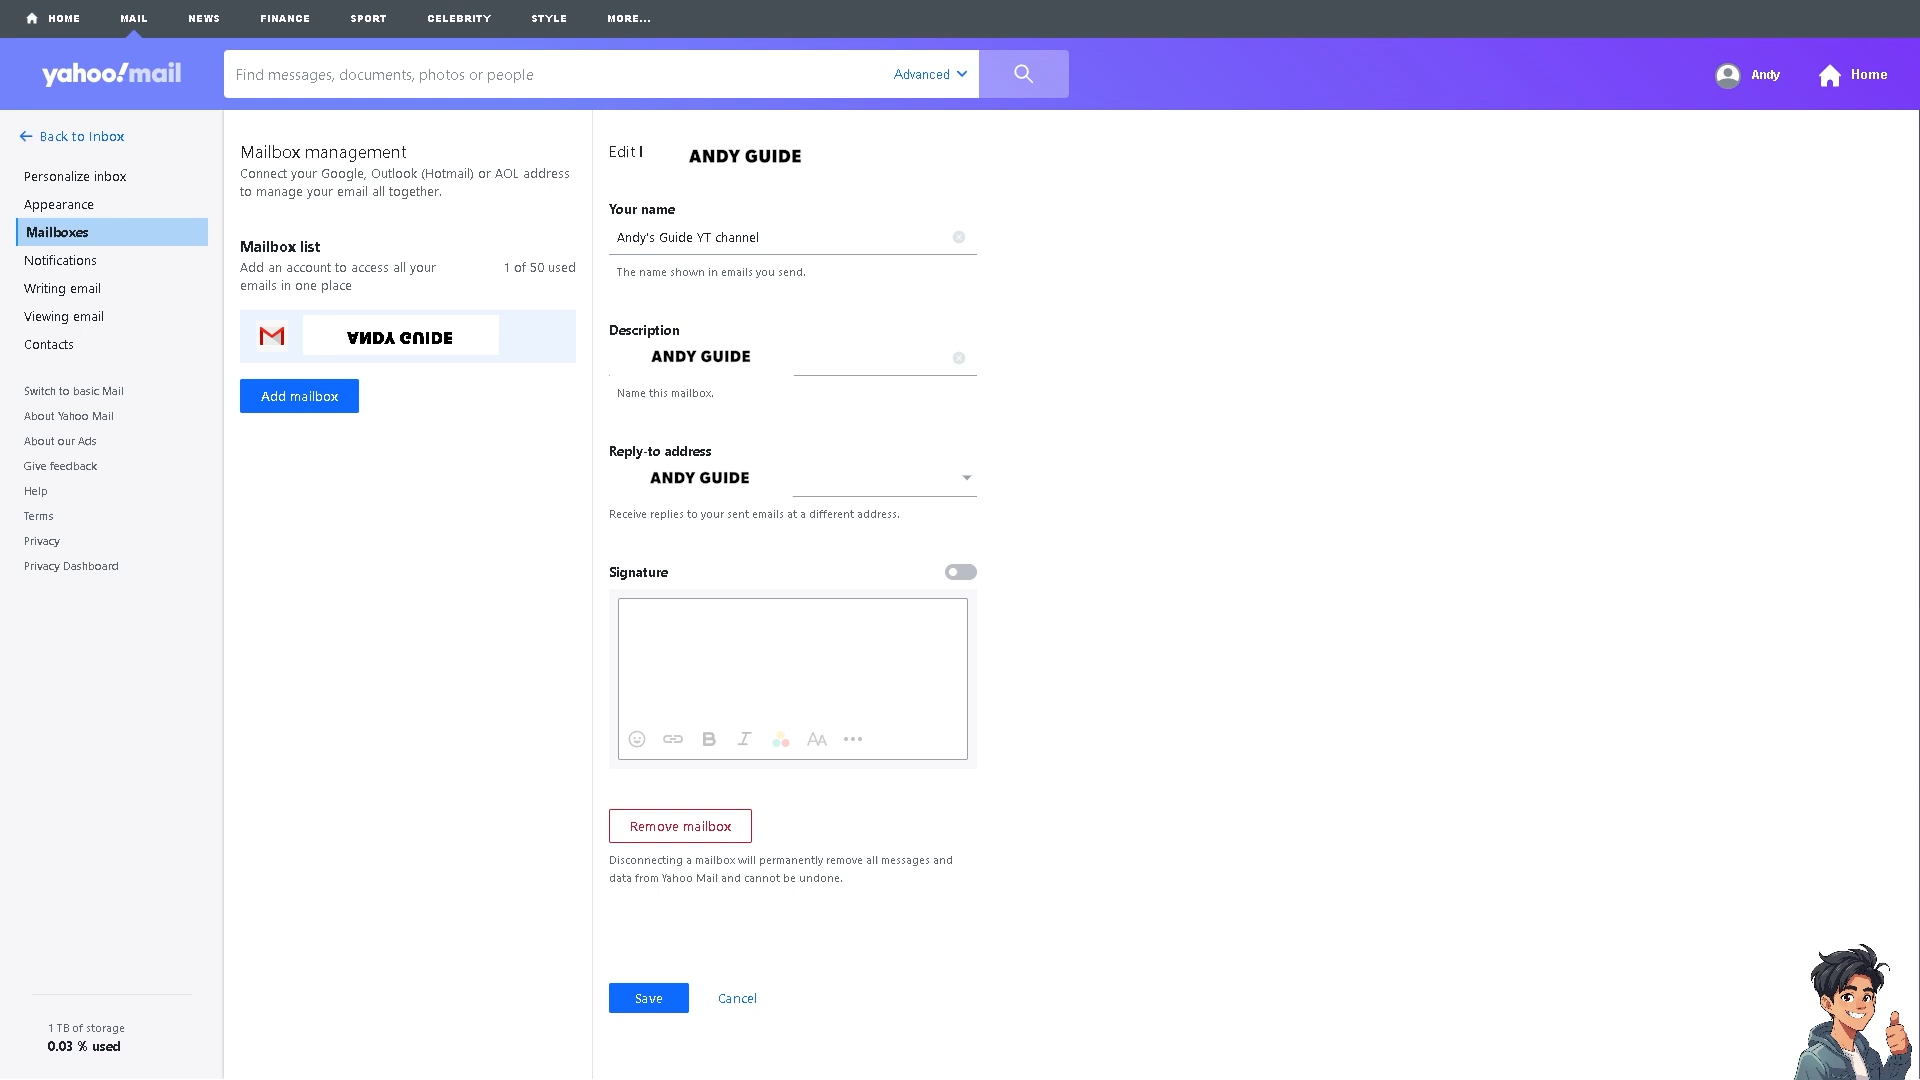 HOME MAIL NEWS FINANCE SPORT CELEBRITY STYLE MORE...
yahoo!mail
Find messages, documents, photos or people
Advanced
Andy
Home
Back to Inbox
Personalize inbox
Appearance
Mailboxes
Notifications
Writing email
Viewing email
Contacts
Switch to basic Mail
About Yahoo Mail
About our Ads
Give feedback
Help
Terms
Privacy
Privacy Dashboard
1 TB of storage
0.03 % used
Mailbox management
Connect your Google, Outlook (Hotmail) or AOL address
to manage your email all together.
Mailbox list
Add an account to access all your
emails in one place
1 of 50 used
ANDY GUIDE
Add mailbox
Edit
ANDY GUIDE
Your name
Andy's Guide YT channel
The name shown in emails you send.
Description
ANDY GUIDE
Name this mailbox.
Reply-to address
ANDY GUIDE
Receive replies to your sent emails at a different address.
Signature
Remove mailbox
Disconnecting a mailbox will permanently remove all messages and
data from Yahoo Mail and cannot be undone.
Save
Cancel